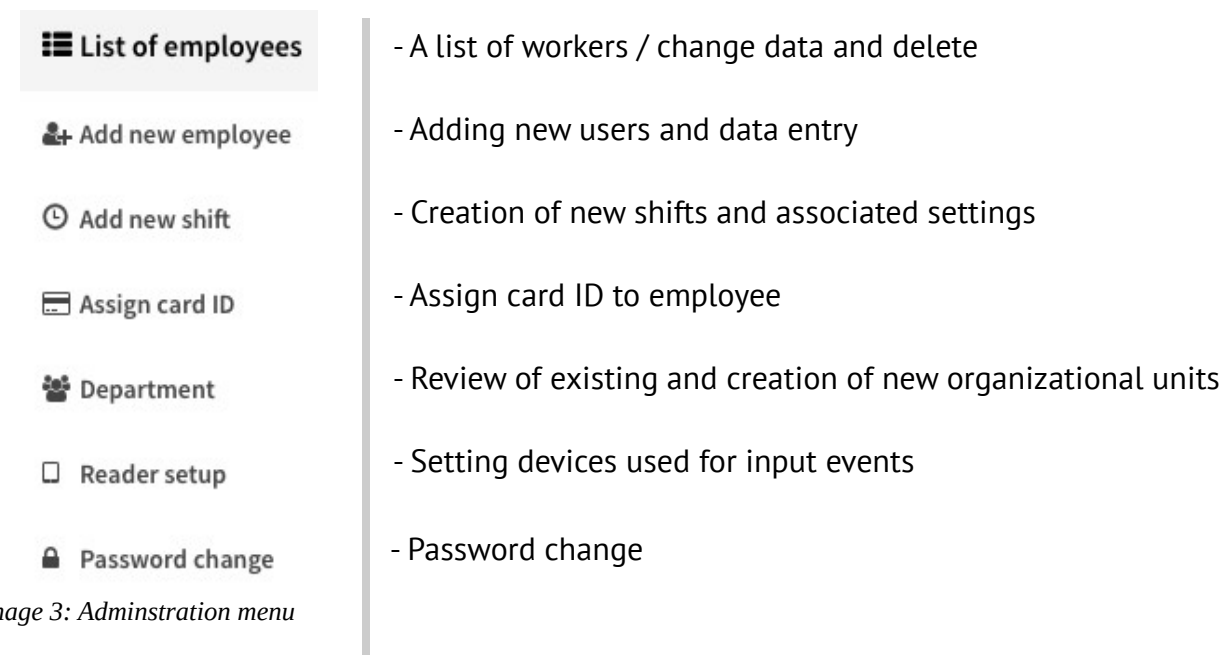 List of employees
- A list of workers / change data and delete
Add new employee
- Adding new users and data entry
Add new shift
- Creation of new shifts and associated settings
Assign card ID
- Assign card ID to employee
Department
- Review of existing and creation of new organizational units
Reader setup
- Setting devices used for input events
Password change
- Password change
age 3: Adminstration menu